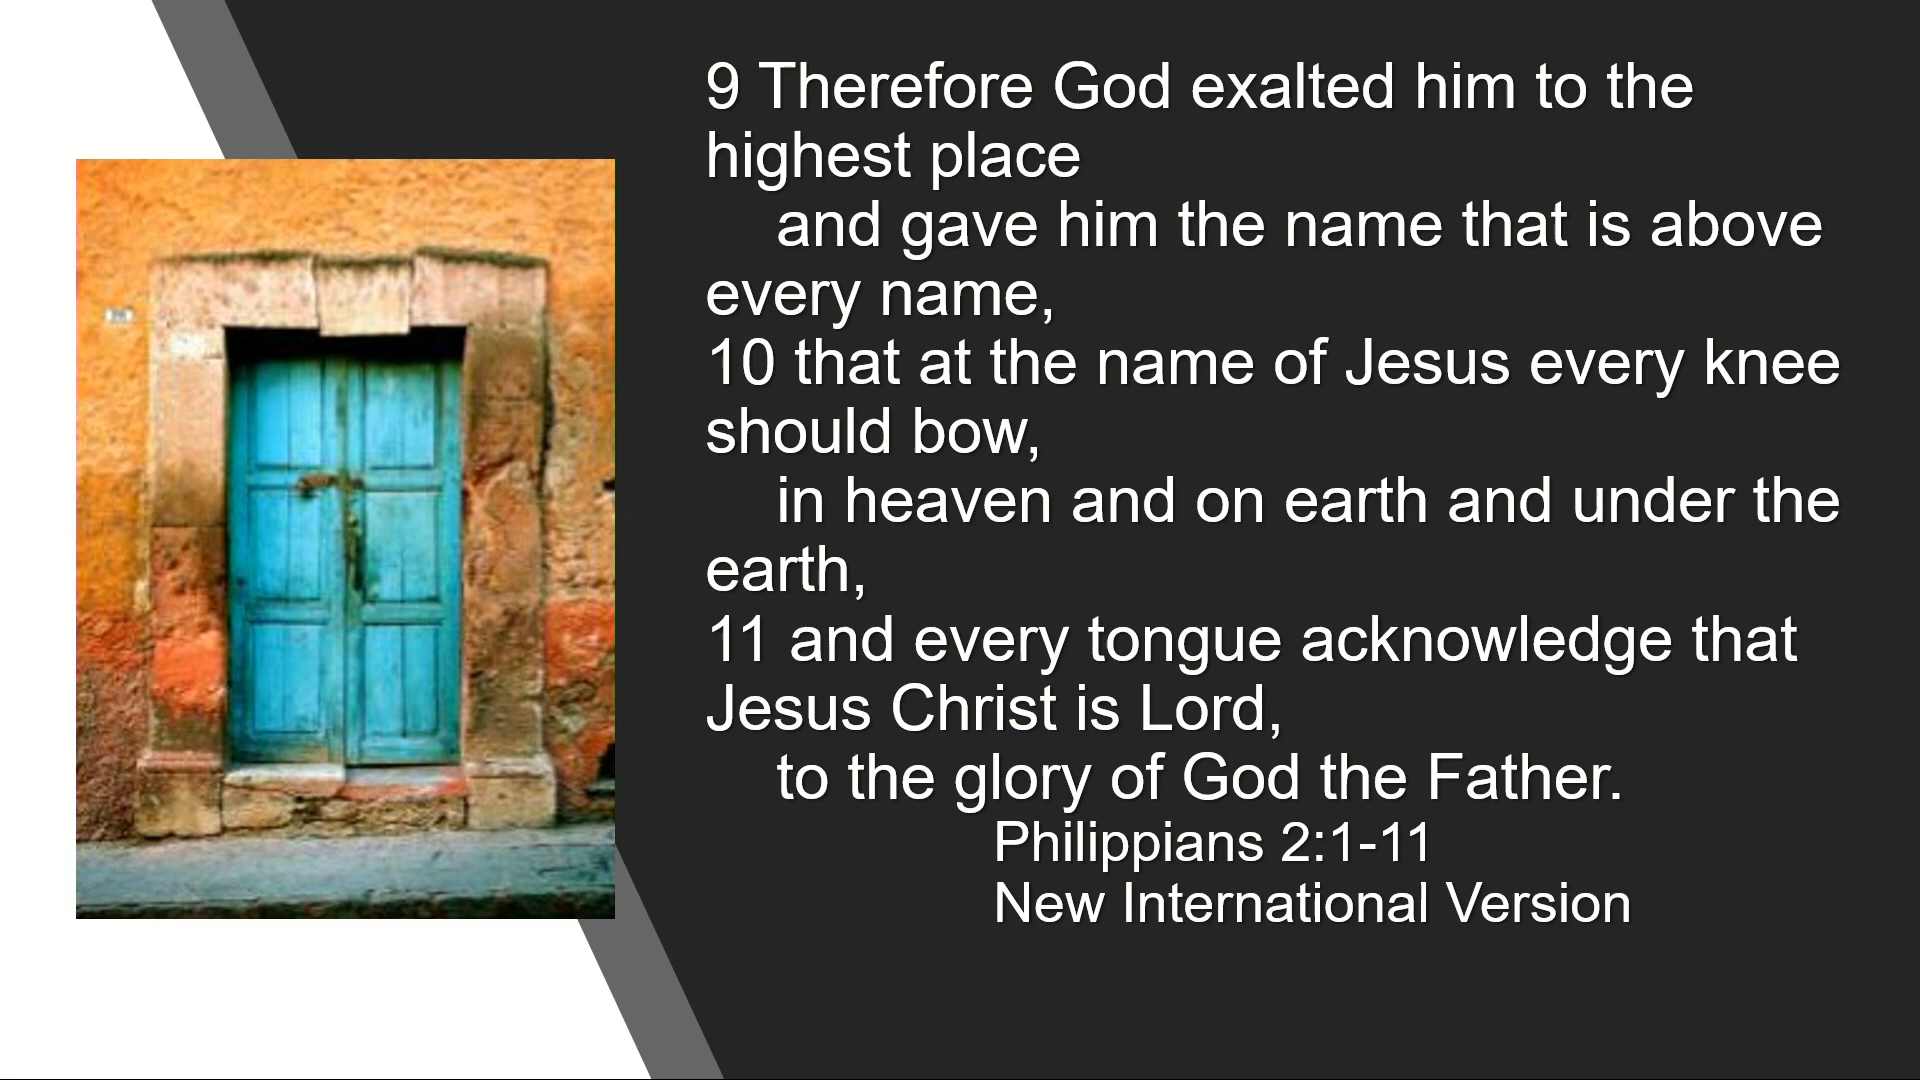 9 Therefore God exalted him to the
highest place
and gave him the name that is above
every name,
10 that at the name of Jesus every knee
should bow,
in heaven and on earth and under the
earth,
11 and every tongue acknowledge that
Jesus Christ is Lord,
to the glory of God the Father.
Philippians 2:1-11
New International Version